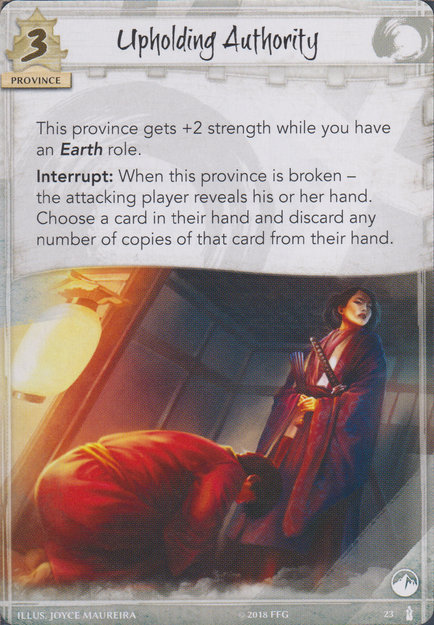 3
Upholding Authority
PROVINCE
This province gets +2 strength while you have
an Earth role.
Interrupt: When this province is broken –
the attacking player reveals his or her hand.
Choose a card in their hand and discard any
number of copies of that card from their hand.
ILLUS. JOYCE MAUREIRA
© 2018 FFG
23